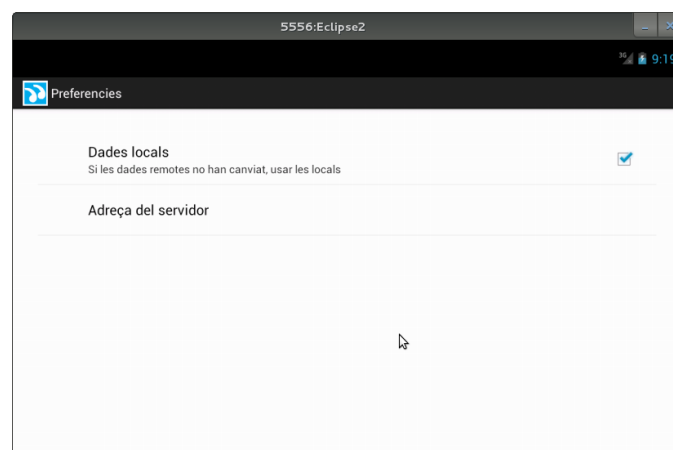 5556:Eclipse2
3G 9:19
Preferencies
Dades locals
Si les dades remotes no han canviat, usar les locals
Adreça del servidor